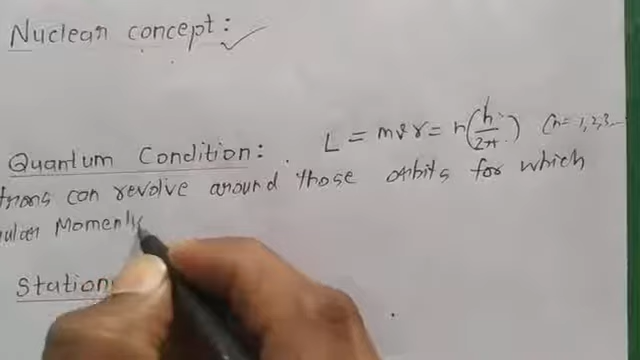 Nuclear concept:
L = mvr = n(h/2π) (n = 1, 2, 3, ...
Quantum Condition:
trons can revolve around those orbits for which
ular Momentu
Station